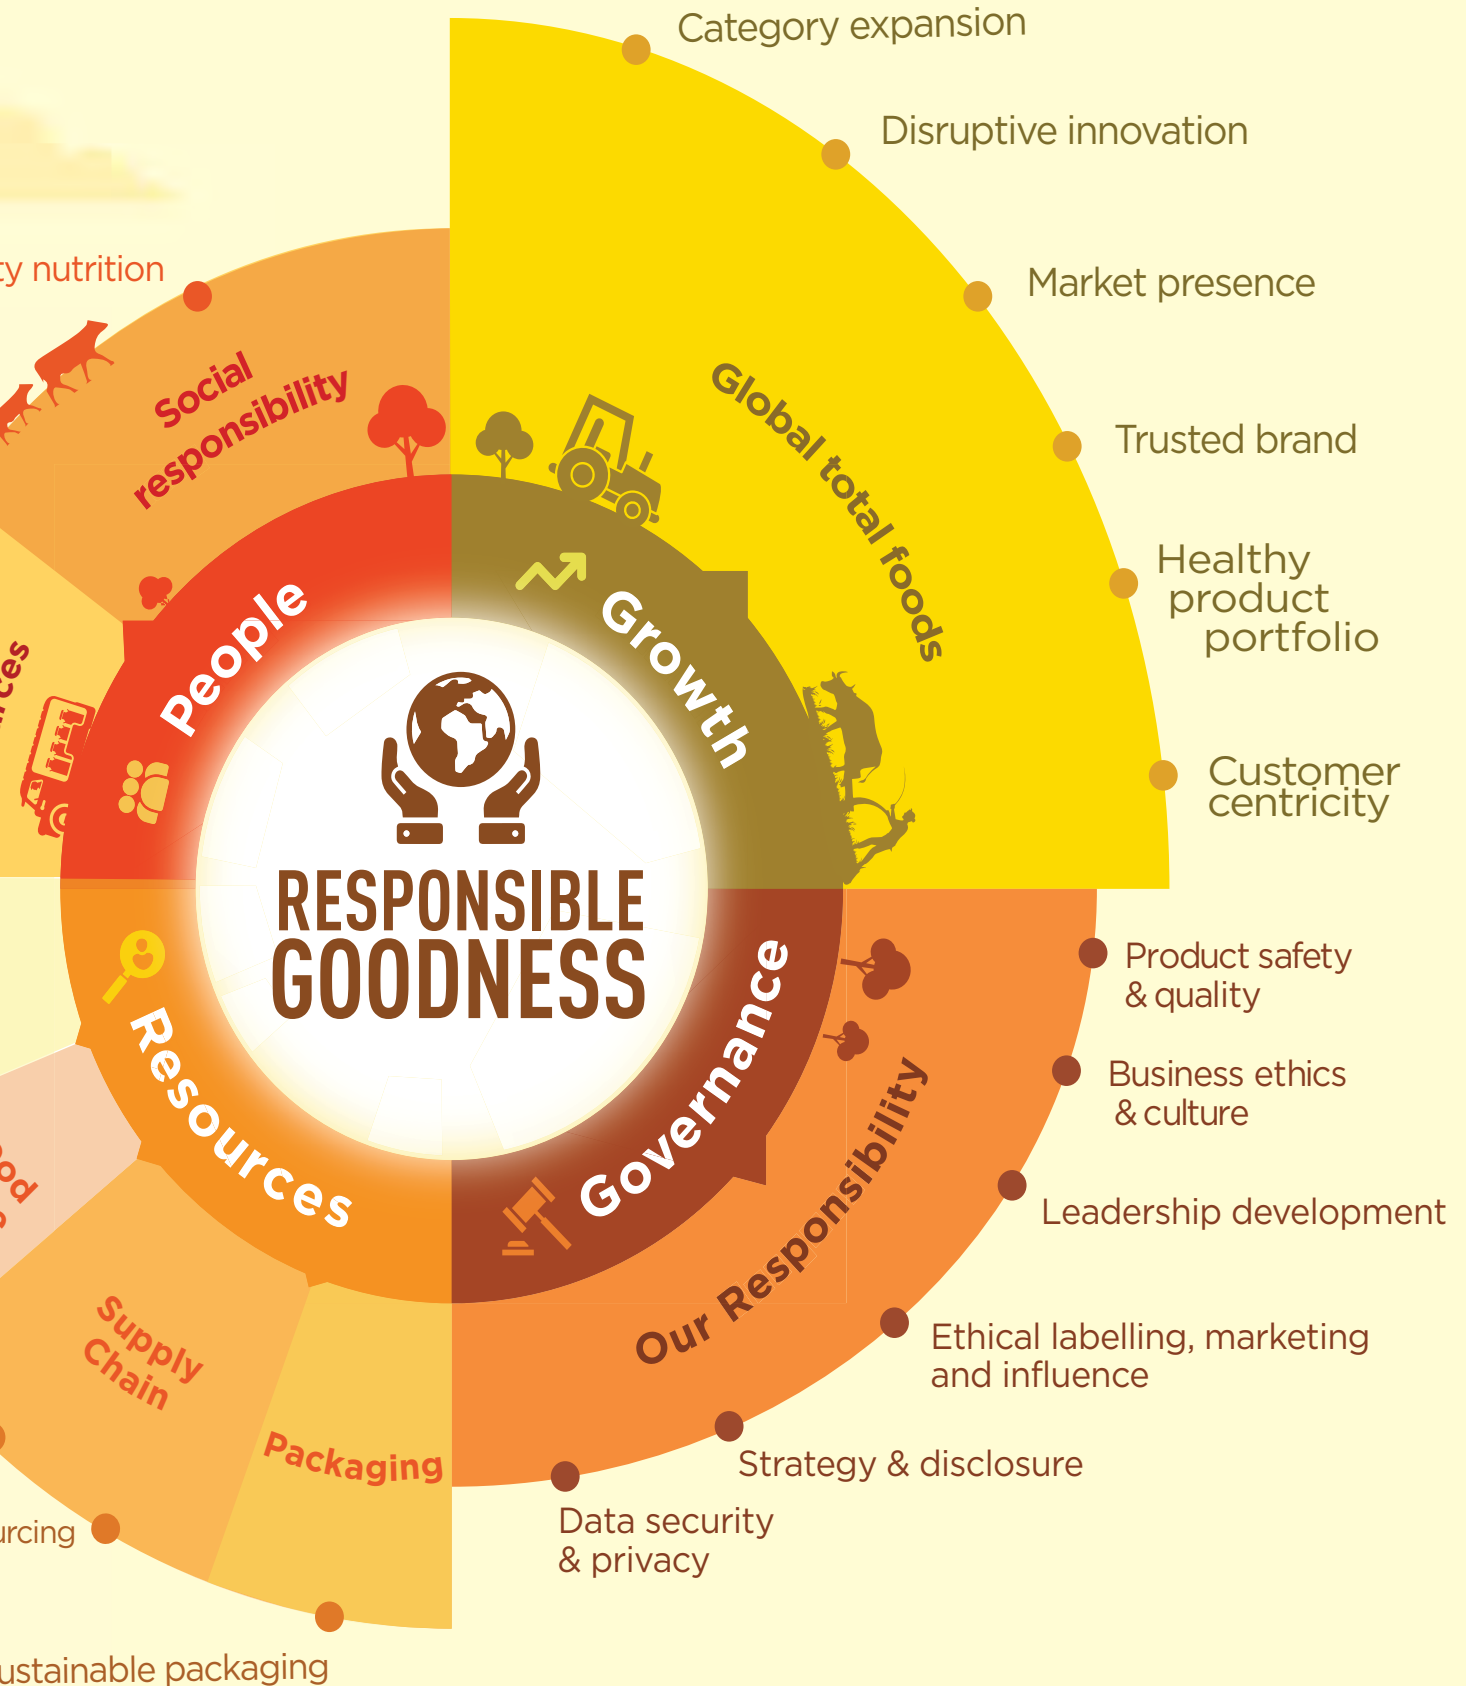 Category expansion
Disruptive innovation
Market presence
Trusted brand
Healthy
product
portfolio
Customer
centricity
Global total foods
Growth
nutrition
Social
responsibility
People
RESPONSIBLE
GOODNESS
Resources
Supply
Chain
Packaging
packaging
Governance
Our Responsibility
Product safety
& quality
Business ethics
& culture
Leadership development
Ethical labelling, marketing
and influence
Strategy & disclosure
Data security
& privacy